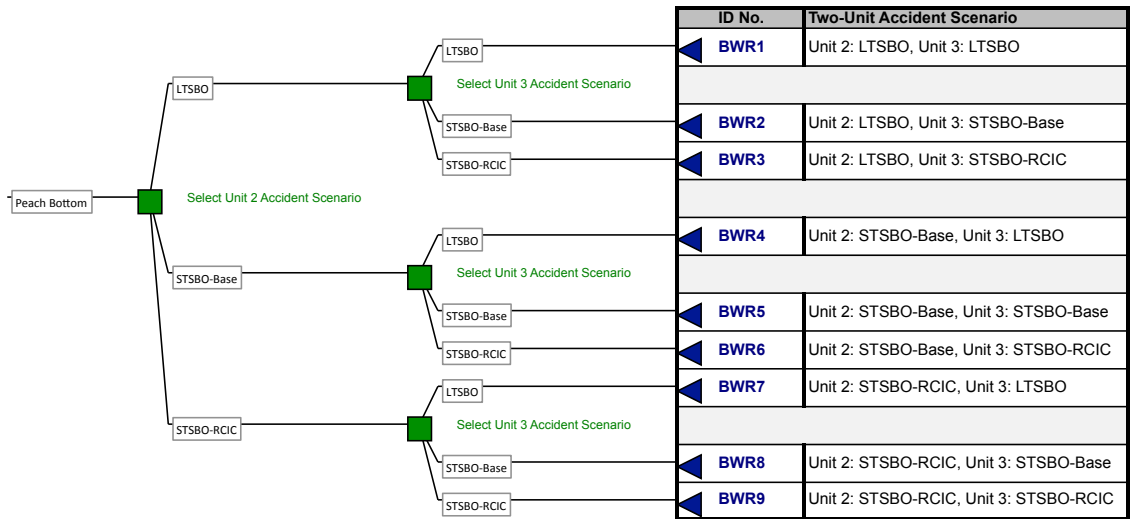 ID No. Two-Unit Accident Scenario
LTSBO BWR1 Unit 2: LTSBO, Unit 3: LTSBO
LTSBO Select Unit 3 Accident Scenario
STSBO-Base BWR2 Unit 2: LTSBO, Unit 3: STSBO-Base
STSBO-RCIC BWR3 Unit 2: LTSBO, Unit 3: STSBO-RCIC
Peach Bottom Select Unit 2 Accident Scenario
LTSBO BWR4 Unit 2: STSBO-Base, Unit 3: LTSBO
STSBO-Base Select Unit 3 Accident Scenario
STSBO-Base BWR5 Unit 2: STSBO-Base, Unit 3: STSBO-Base
STSBO-RCIC BWR6 Unit 2: STSBO-Base, Unit 3: STSBO-RCIC
LTSBO BWR7 Unit 2: STSBO-RCIC, Unit 3: LTSBO
STSBO-RCIC Select Unit 3 Accident Scenario
STSBO-Base BWR8 Unit 2: STSBO-RCIC, Unit 3: STSBO-Base
STSBO-RCIC BWR9 Unit 2: STSBO-RCIC, Unit 3: STSBO-RCIC